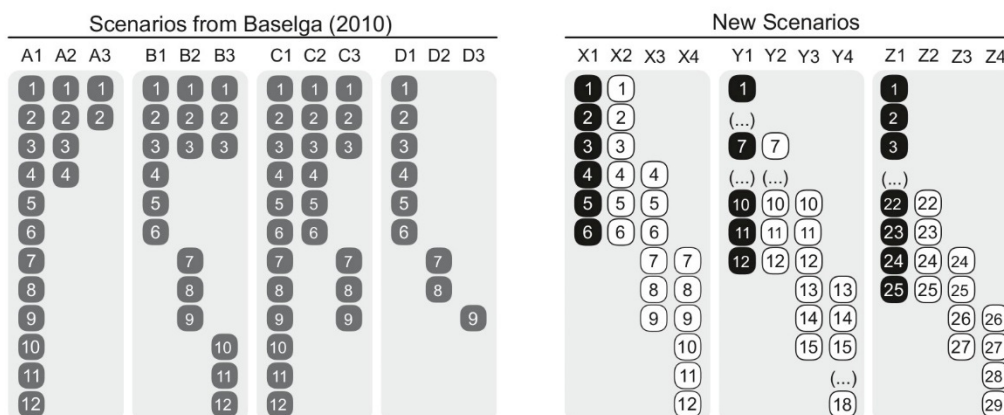 Scenarios from Baselga (2010) New Scenarios
A1 A2 A3 B1 B2 B3 C1 C2 C3 D1 D2 D3 X1 X2 X3 X4 Y1 Y2 Y3 Y4 Z1 Z2 Z3 Z4
1 1 1 1 1 1 1 1 1 1 1 1 1 1
2 2 2 2 2 2 2 2 2 2 2 2 (...) 2
3 3 3 3 3 3 3 3 3 3 3 7 7 3
4 4 4 4 4 4 4 4 4 (...) (...) (...)
5 5 5 5 5 5 5 5 10 10 10 22 22
6 6 6 6 6 6 6 6 11 11 11 23 23
7 7 7 7 7 7 7 12 12 12 24 24 24
8 8 8 8 8 8 8 13 13 25 25 25
9 9 9 9 9 9 9 14 14 26 26
10 10 10 10 15 15 27 27
11 11 11 11 (...) 28
12 12 12 12 18 29